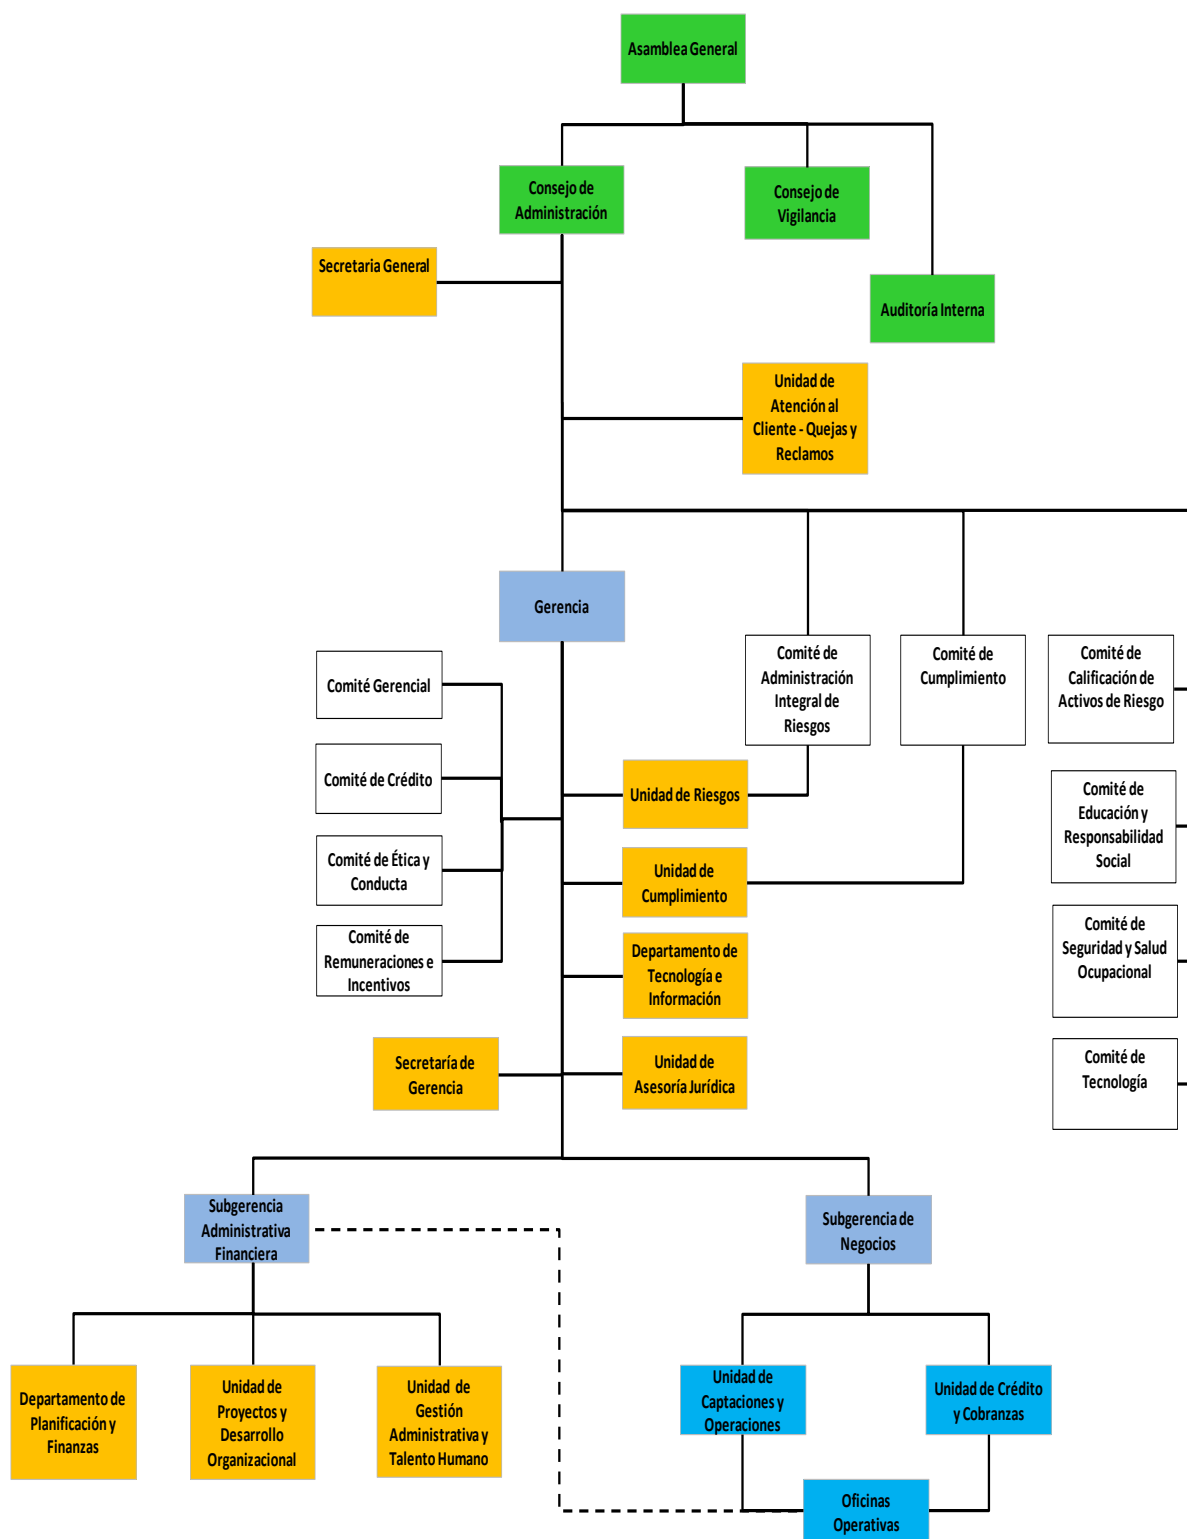 Asamblea General
Consejo de
Administración
Consejo de
Vigilancia
Secretaria General
Auditoría Interna
Unidad de
Atención al
Cliente - Quejas y
Reclamos
Gerencia
Comité Gerencial
Comité de Crédito
Comité de Ética y
Conducta
Comité de
Remuneraciones e
Incentivos
Comité de
Administración
Integral de
Riesgos
Comité de
Cumplimiento
Comité de
Calificación de
Activos de Riesgo
Comité de
Educación y
Responsabilidad
Social
Comité de
Seguridad y Salud
Ocupacional
Comité de
Tecnología
Unidad de Riesgos
Unidad de
Cumplimiento
Departamento de
Tecnología e
Información
Secretaría de
Gerencia
Unidad de
Asesoría Jurídica
Subgerencia
Administrativa
Financiera
Subgerencia de
Negocios
Departamento de
Planificación y
Finanzas
Unidad de
Proyectos y
Desarrollo
Organizacional
Unidad de
Gestión
Administrativa y
Talento Humano
Unidad de
Captaciones y
Operaciones
Unidad de Crédito
y Cobranzas
Oficinas
Operativas